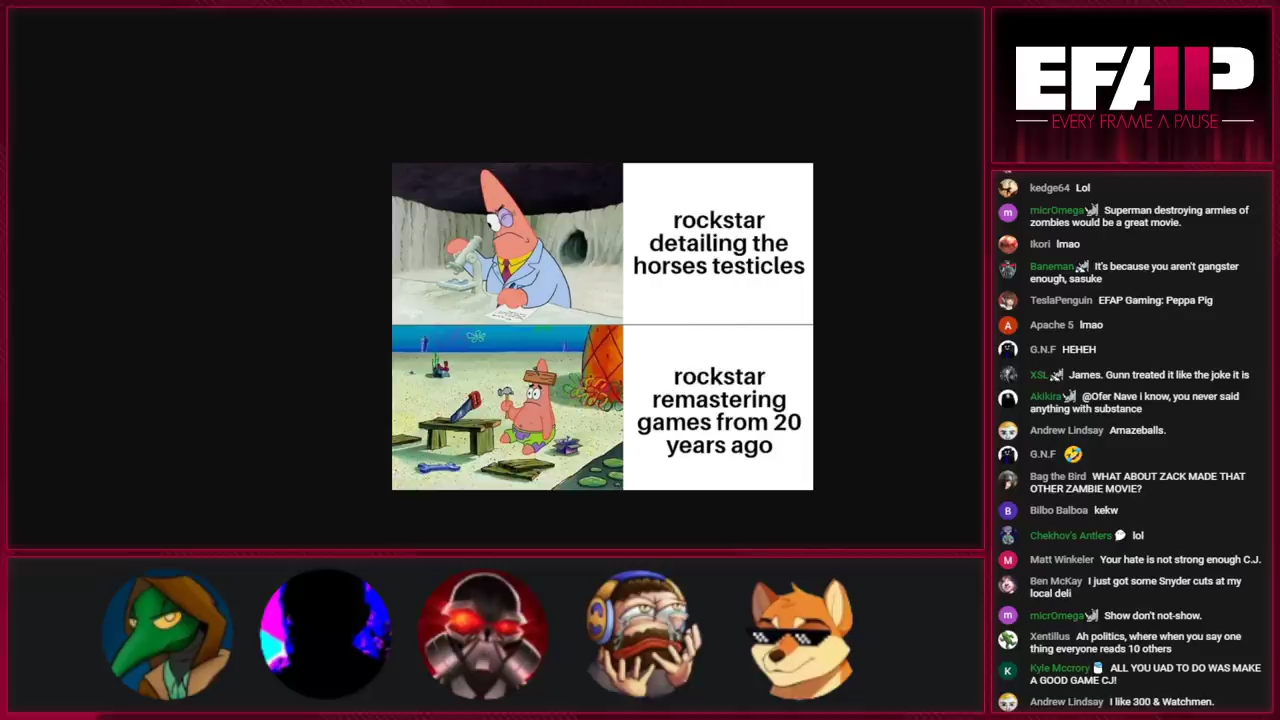 EFAP
EVERY FRAME A PAUSE
rockstar
detailing the
horses testicles
rockstar
remastering
games from 20
years ago
kedge64 Lol
micrOmega Superman destroying armies of
zombies would be a great movie.
Ikori lmao
Baneman It's because you aren't gangster
enough, sasuke
TeslaPenguin EFAP Gaming: Peppa Pig
Apache 5 lmao
G.N.F HEHEH
XSL James. Gunn treated it like the joke it is
Akikira @Ofer Nave i know, you never said
anything with substance
Andrew Lindsay Amazeballs.
G.N.F 🤣
Bag the Bird WHAT ABOUT ZACK MADE THAT
OTHER ZAMBIE MOVIE?
B
Bilbo Balboa kekw
Chekhov's Antlers lol
M
Matt Winkeler Your hate is not strong enough C.J.
Ben McKay I just got some Snyder cuts at my
local deli
m
micrOmega Show don't not-show.
Xentillus Ah politics, where when you say one
thing everyone reads 10 others
K
Kyle Mccrory ALL YOU UAD TO DO WAS MAKE
A GOOD GAME CJ!
Andrew Lindsay I like 300 & Watchmen.